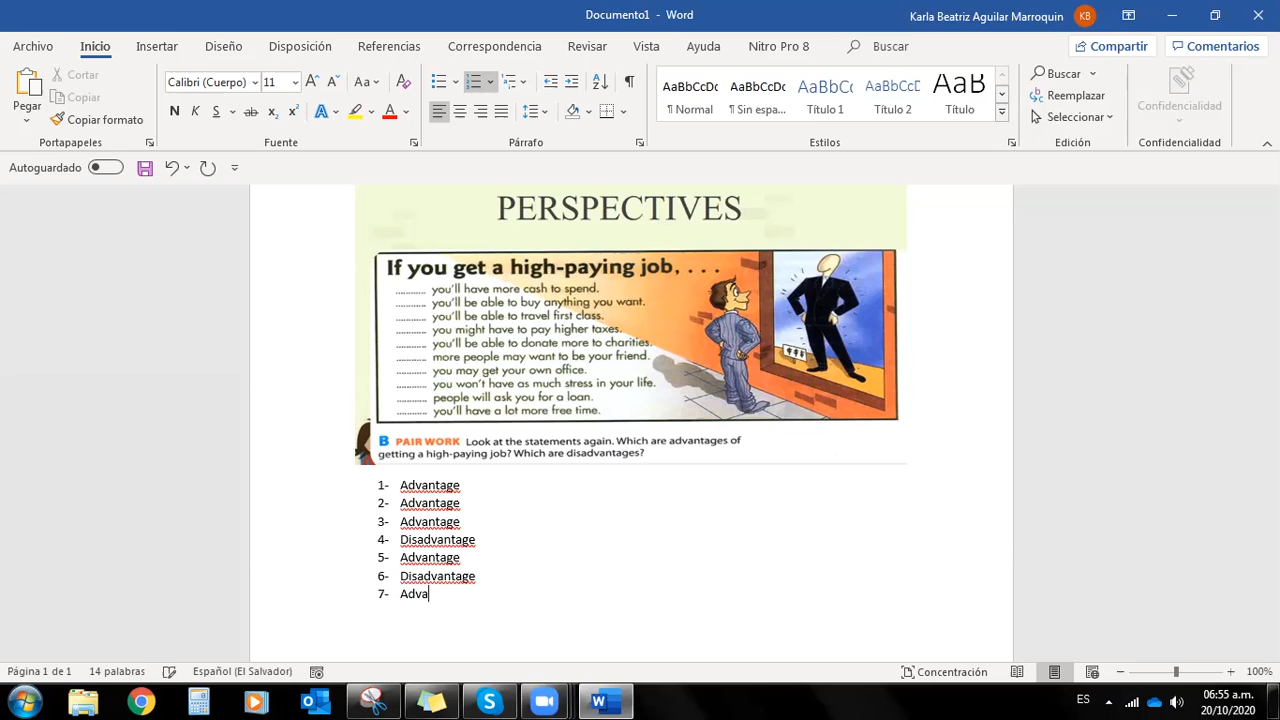 Documento1 - Word
Karla Beatriz Aguilar Marroquin
KB
Archivo
Inicio
Insertar
Diseño
Disposición
Referencias
Correspondencia
Revisar
Vista
Ayuda
Nitro Pro 8
Buscar
Compartir
Comentarios
Pegar
Cortar
Copiar
Copiar formato
Calibri (Cuerpo)
11
AaBbCcDc
¶ Normal
AaBbCcDc
¶ Sin espa...
AaBbCc
Título 1
AaBbCcD
Título 2
AaB
Título
Buscar
Reemplazar
Seleccionar
Confidencialidad
Portapapeles
Fuente
Párrafo
Estilos
Edición
Confidencialidad
Autoguardado
PERSPECTIVES
If you get a high-paying job, . . .
............ you'll have more cash to spend.
............ you'll be able to buy anything you want.
............ you'll be able to travel first class.
............ you might have to pay higher taxes.
............ you'll be able to donate more to charities.
............ more people may want to be your friend.
............ you may get your own office.
............ you won't have as much stress in your life.
............ people will ask you for a loan.
............ you'll have a lot more free time.
B PAIR WORK Look at the statements again. Which are advantages of
getting a high-paying job? Which are disadvantages?
1- Advantage
2- Advantage
3- Advantage
4- Disadvantage
5- Advantage
6- Disadvantage
7- Adva
Página 1 de 1
14 palabras
Español (El Salvador)
Concentración
100%
ES
06:55 a.m.
20/10/2020